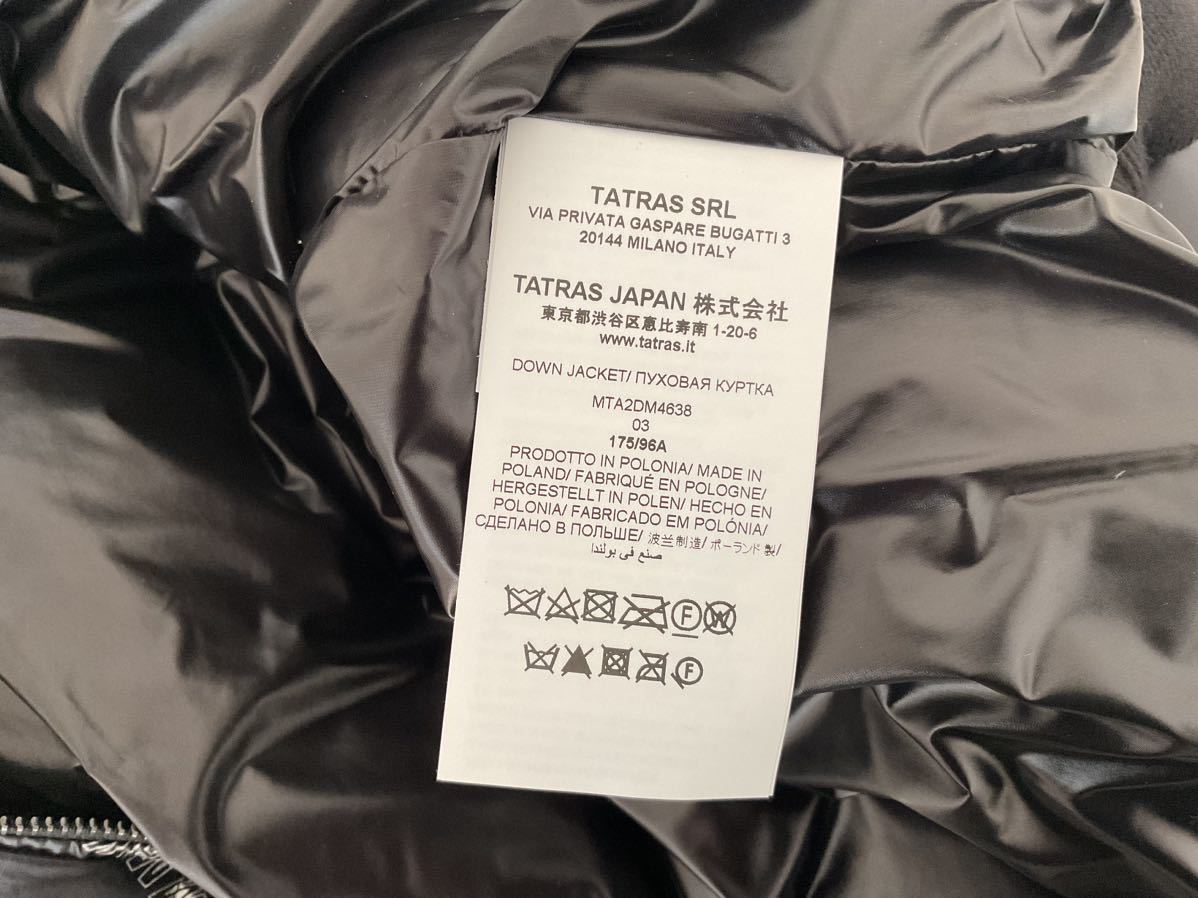 TATRAS SRL
VIA PRIVATA GASPARE BUGATTI 3
20144 MILANO ITALY
TATRAS JAPAN 株式会社
東京都渋谷区恵比寿南 1-20-6
www.tatras.it
DOWN JACKET/ ПУХОВАЯ КУРТКА
MTA2DM4638
03
175/96A
PRODOTTO IN POLONIA/ MADE IN
POLAND/ FABRIQUÉ EN POLOGNE/
HERGESTELLT IN POLEN/ HECHO EN
POLONIA/ FABRICADO EM POLÓNIA/
СДЕЛАНО В ПОЛЬШЕ/ 波兰制造/ ポーランド製/
صنع في بولندا
F W
F